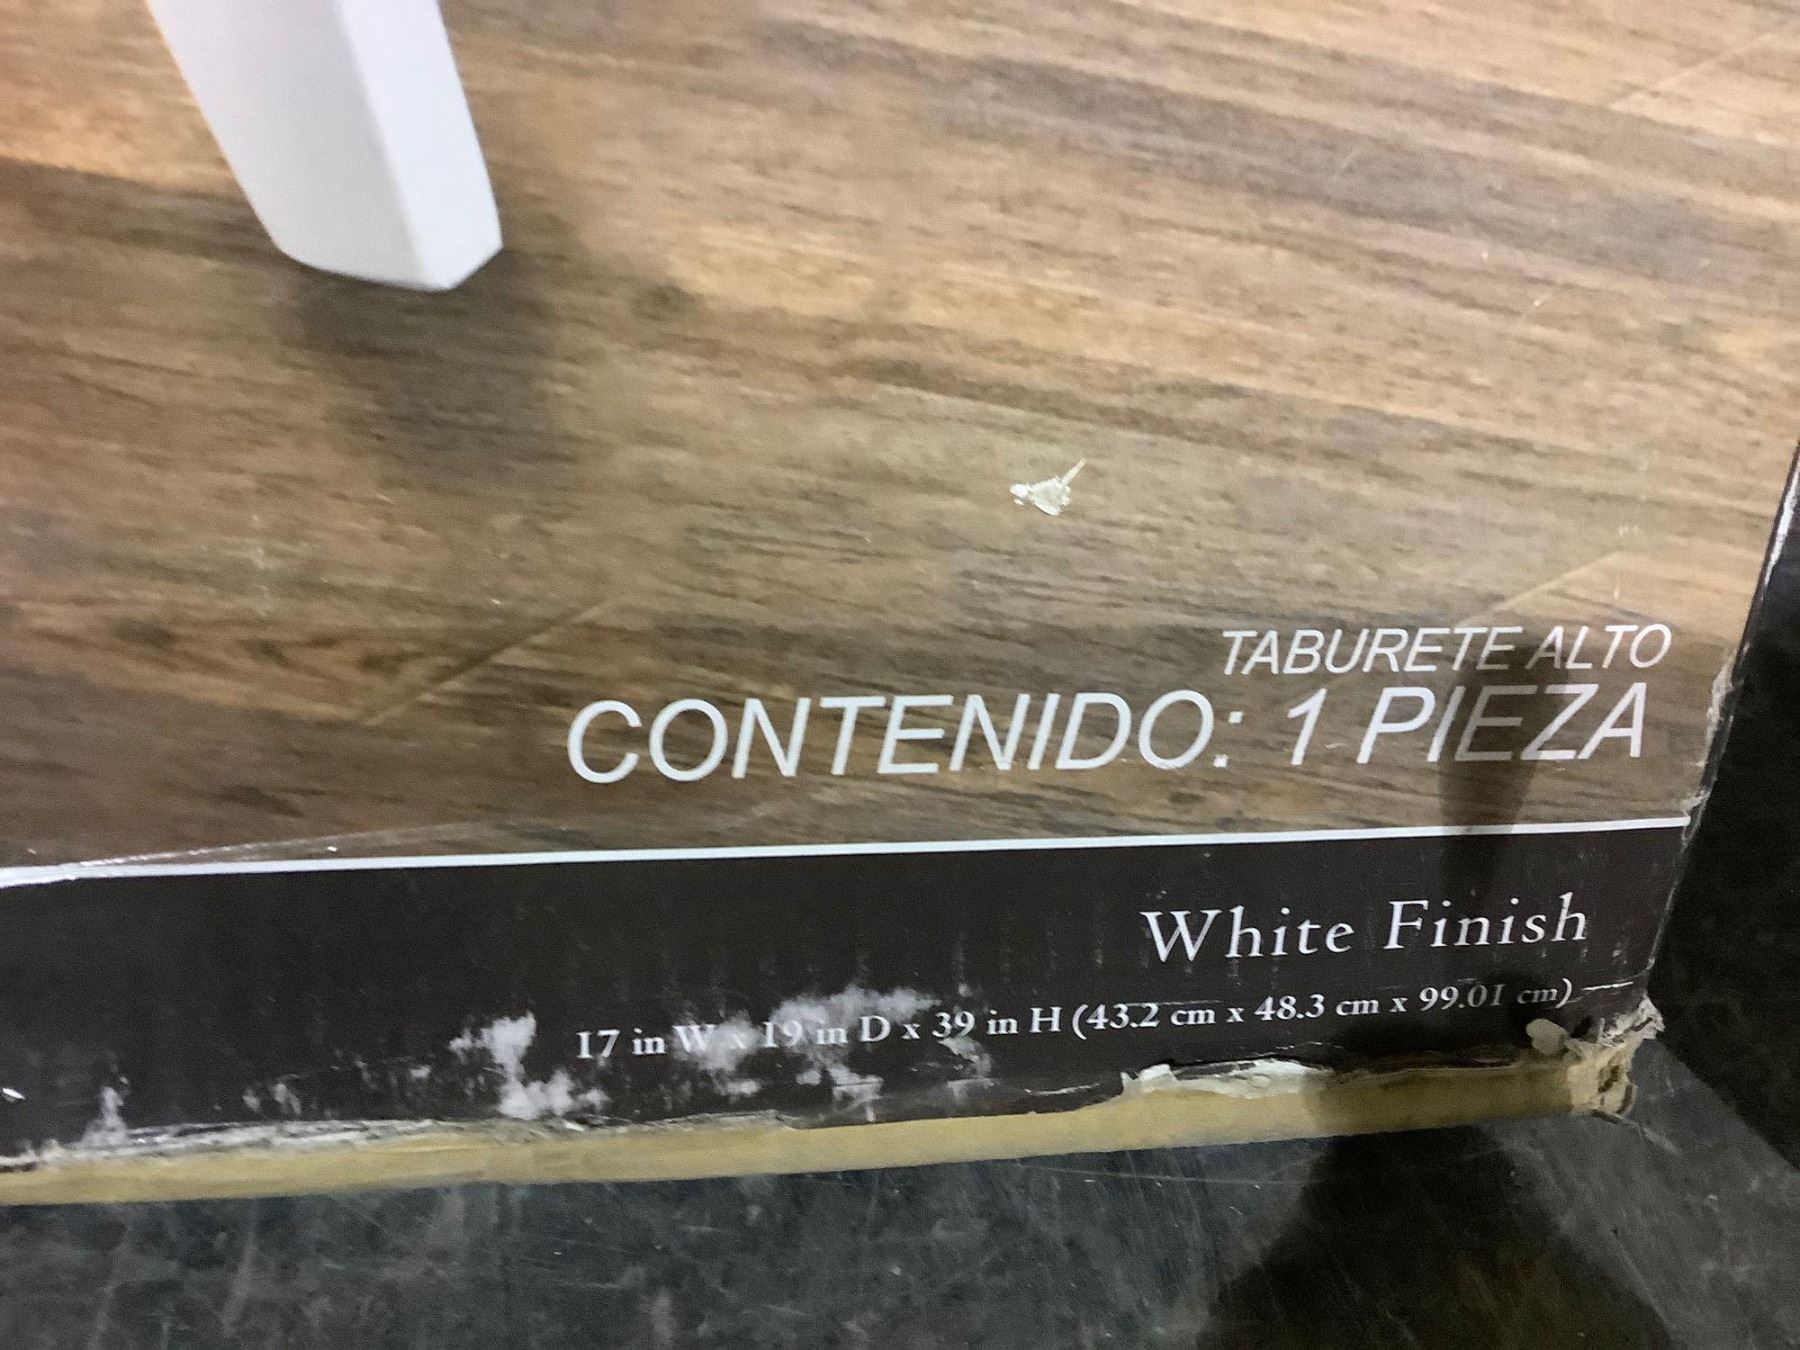 TABURETE ALTO
CONTENIDO: 1 PIEZA
White Finish
17 in W x 19 in D x 39 in H (43.2 cm x 48.3 cm x 99.01 cm)